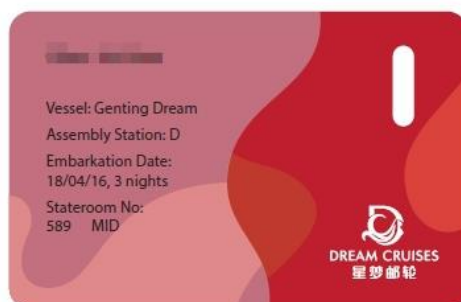 Vessel: Genting Dream
Assembly Station: D
Embarkation Date:
18/04/16, 3 nights
Stateroom No:
589 MID
DREAM CRUISES
星梦邮轮